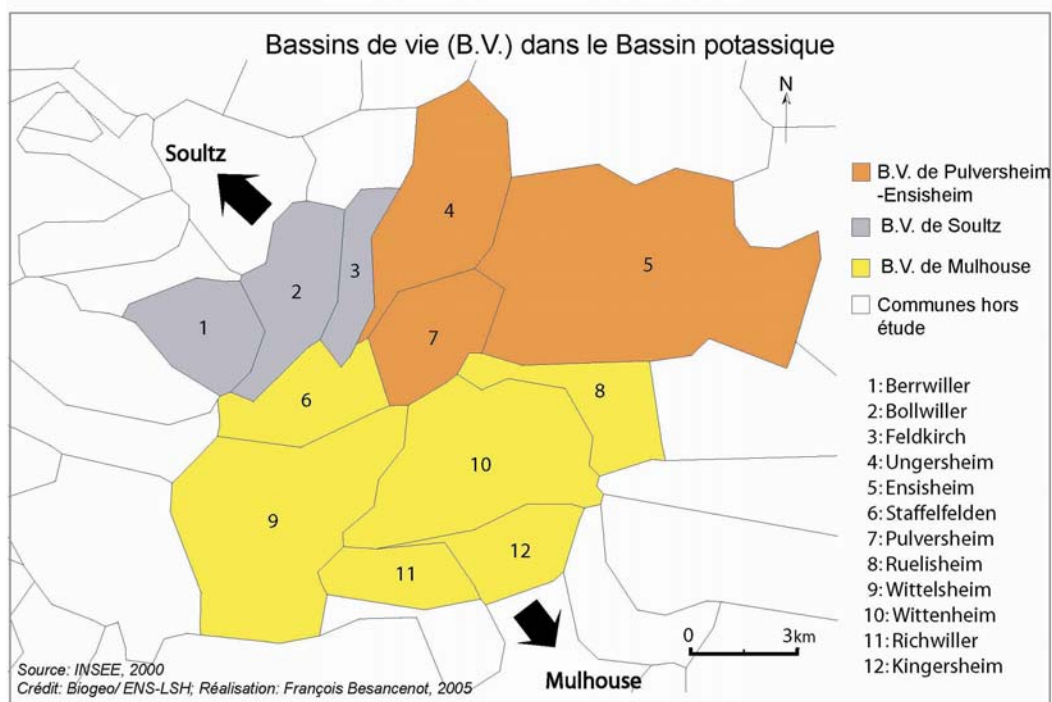 Bassins de vie (B.V.) dans le Bassin potassique
N
Soultz
4
5
3
2
1
7
6
8
10
9
12
11
Mulhouse
0 3km
B.V. de Pulversheim
-Ensisheim
B.V. de Soultz
B.V. de Mulhouse
Communes hors
étude
1: Berrwiller
2: Bollwiller
3: Feldkirch
4: Ungersheim
5: Ensisheim
6: Staffelfelden
7: Pulversheim
8: Ruelisheim
9: Wittelsheim
10: Wittenheim
11: Richwiller
12: Kingersheim
Source: INSEE, 2000
Crédit: Biogeo/ ENS-LSH; Réalisation: François Besancenot, 2005